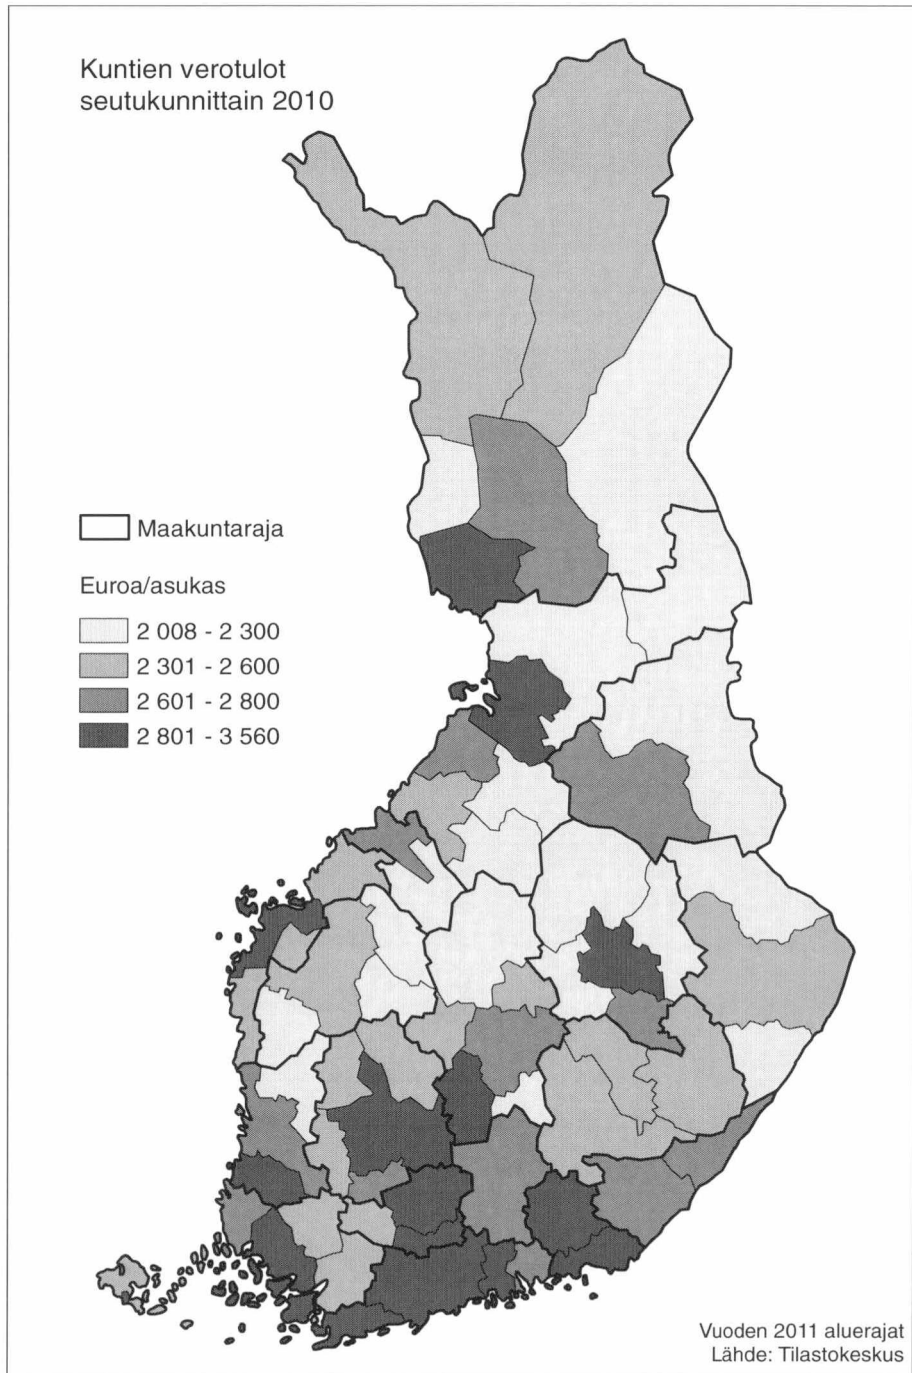 Kuntien verotulot
seutukunnittain 2010
Maakuntaraja
Euroa/asukas
2 008 - 2 300
2 301 - 2 600
2 601 - 2 800
2 801 - 3 560
Vuoden 2011 aluerajat
Lähde: Tilastokeskus